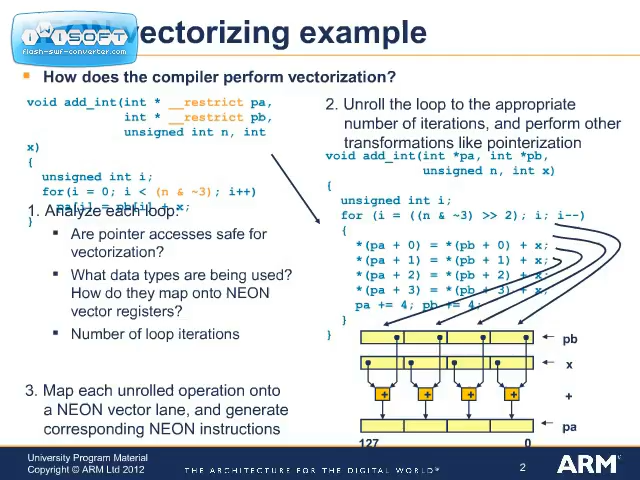 iWiSOFT
flash-swf-converter.com
vectorizing example
How does the compiler perform vectorization?
void add_int(int * __restrict pa,
int * __restrict pb,
unsigned int n, int
x)
{
unsigned int i;
for(i = 0; i < (n & ~3); i++)
pa[i] = pb[i] + x;
}
1. Analyze each loop:
Are pointer accesses safe for
vectorization?
What data types are being used?
How do they map onto NEON
vector registers?
Number of loop iterations
2. Unroll the loop to the appropriate
number of iterations, and perform other
transformations like pointerization
void add_int(int *pa, int *pb,
unsigned n, int x)
{
unsigned int i;
for (i = ((n & ~3) >> 2); i; i--)
{
*(pa + 0) = *(pb + 0) + x;
*(pa + 1) = *(pb + 1) + x;
*(pa + 2) = *(pb + 2) + x;
*(pa + 3) = *(pb + 3) + x;
pa += 4; pb += 4;
}
}
pb
x
+ + + + +
pa
127 0
3. Map each unrolled operation onto
a NEON vector lane, and generate
corresponding NEON instructions
University Program Material
Copyright © ARM Ltd 2012
THE ARCHITECTURE FOR THE DIGITAL WORLD®
2
ARM®